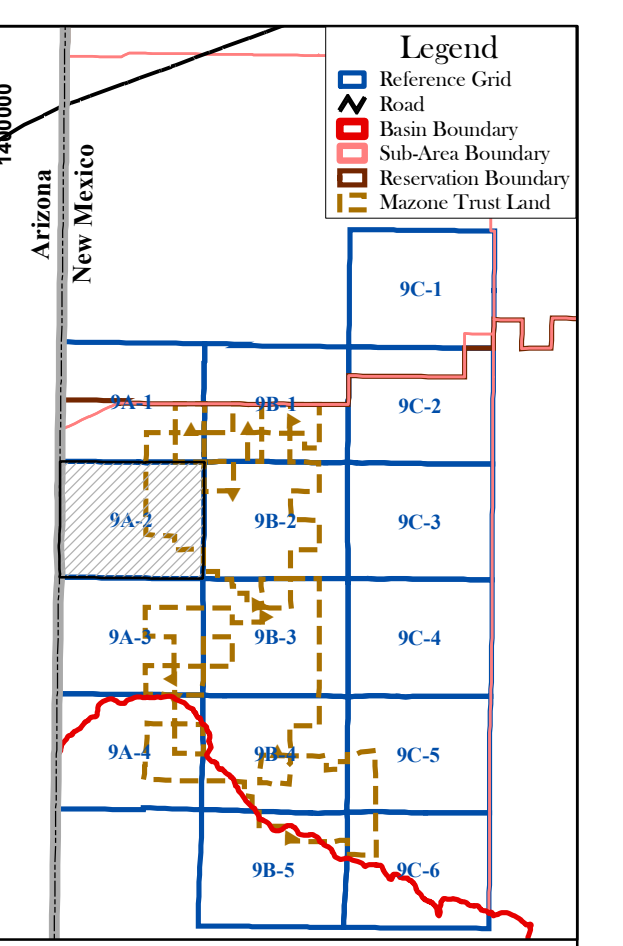 Legend
Reference Grid
Road
Basin Boundary
Sub-Area Boundary
Reservation Boundary
Mazone Trust Land
1400000
Arizona
New Mexico
9C-1
9A-1
9B-1
9C-2
9A-2
9B-2
9C-3
9A-3
9B-3
9C-4
9A-4
9B-4
9C-5
9B-5
9C-6